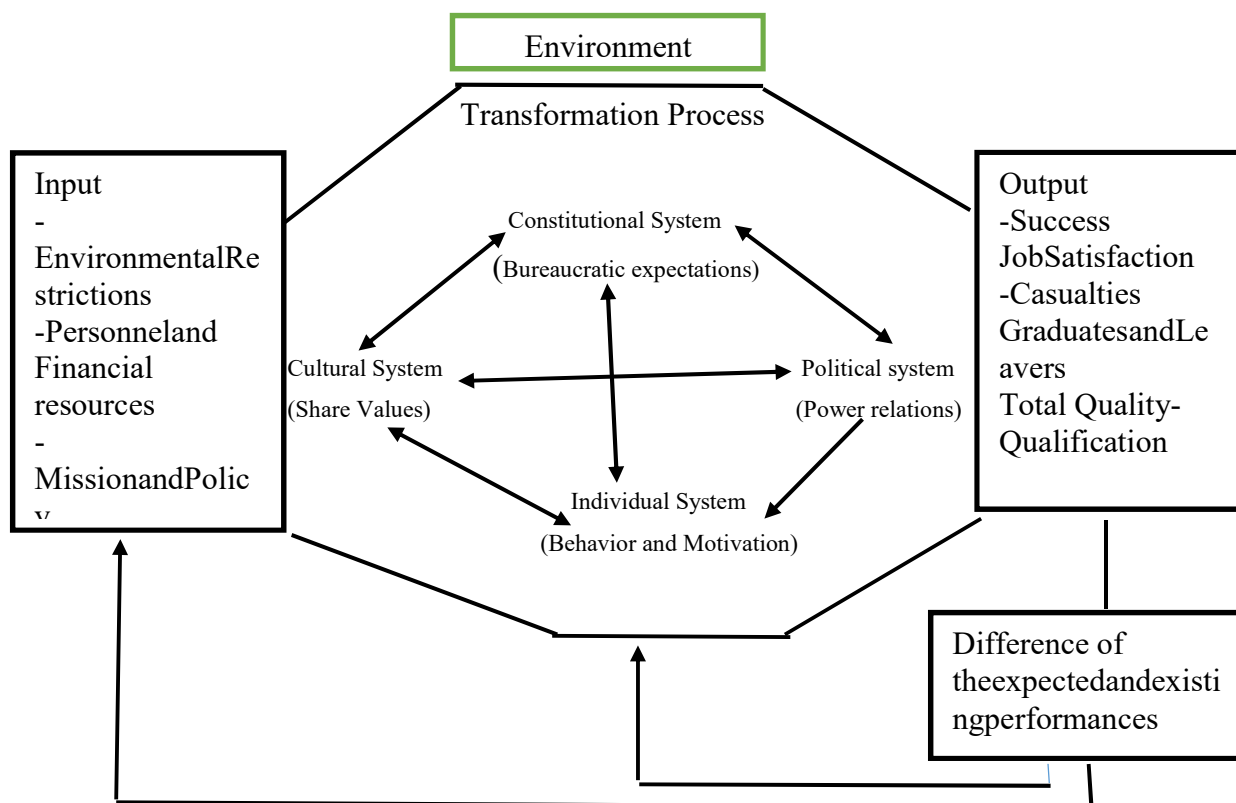 Environment
Transformation Process
Input
-
EnvironmentalRe
strictions
-Personneland
Financial
resources
-
MissionandPolic
y
Constitutional System
(Bureaucratic expectations)
Cultural System
(Share Values)
Political system
(Power relations)
Individual System
(Behavior and Motivation)
Output
-Success
JobSatisfaction
-Casualties
GraduatesandLe
avers
Total Quality-
Qualification
Difference of
theexpectedandexisti
ngperformances